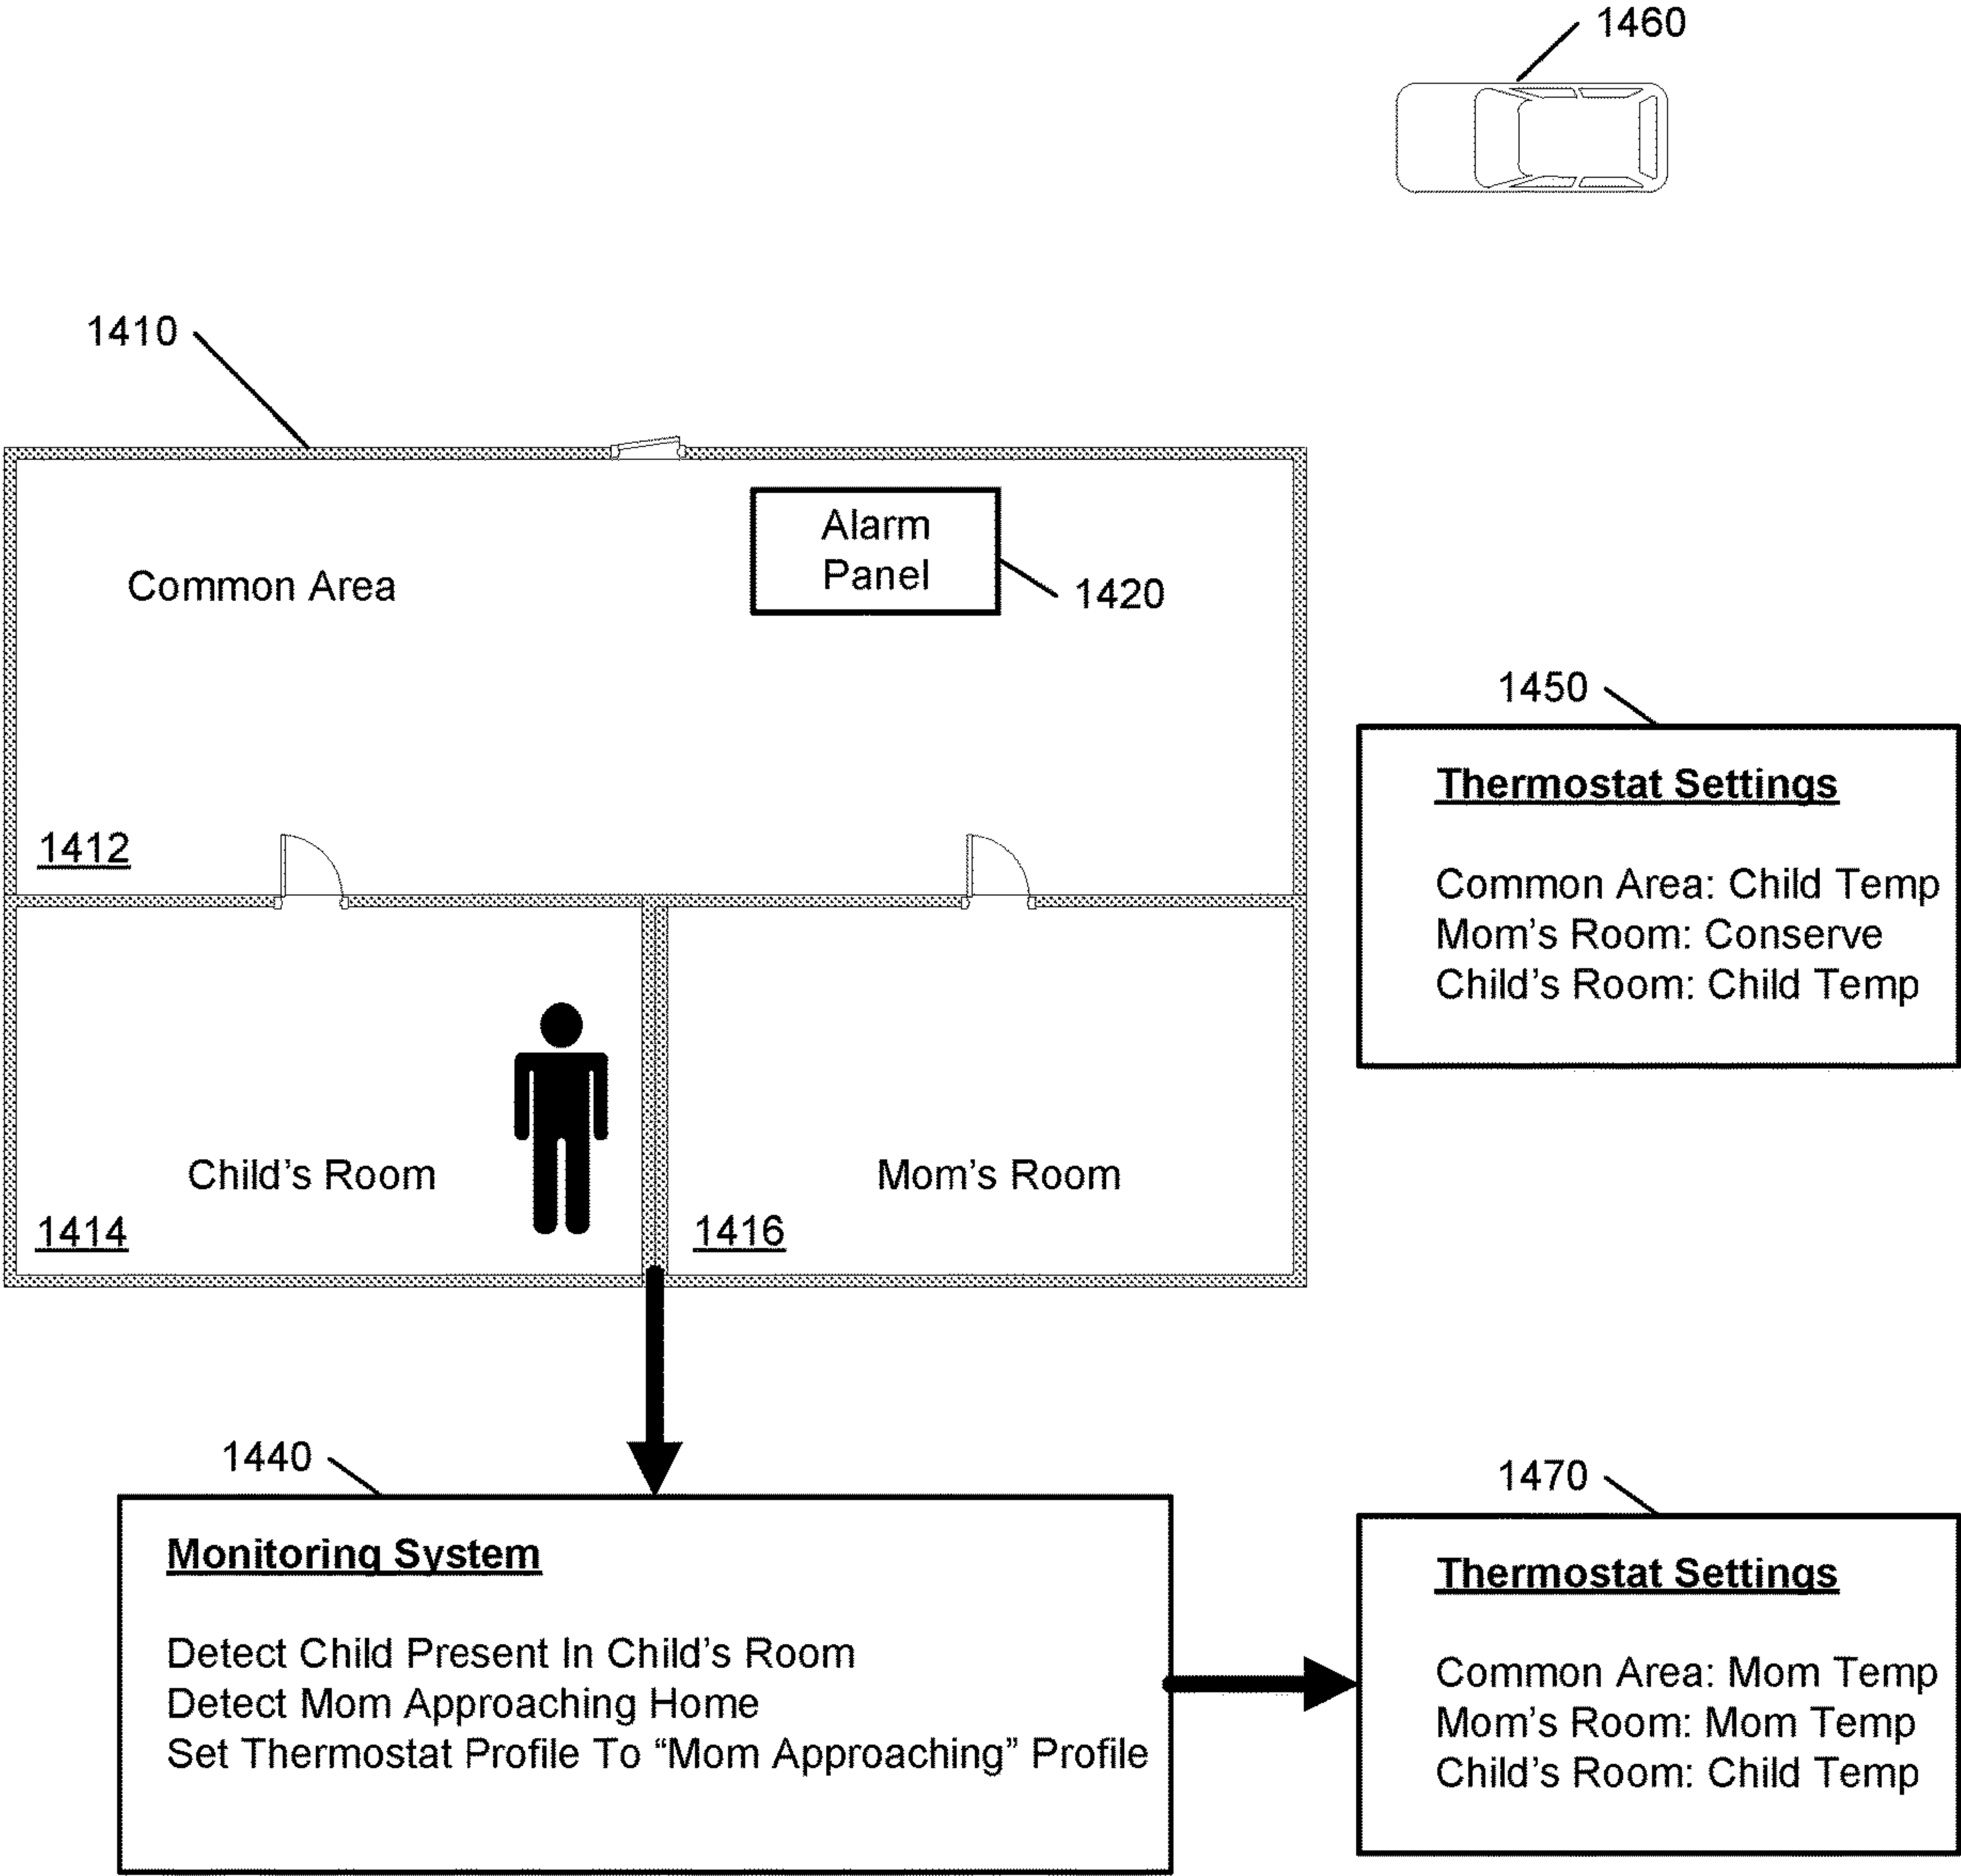 1460
1410
Alarm
Panel
Common Area
1420
1450
Thermostat Settings
Common Area: Child Temp
Mom's Room: Conserve
Child's Room: Child Temp
1412
Child's Room
Mom's Room
1414
1416
1440
Monitoring System
Detect Child Present In Child's Room
Detect Mom Approaching Home
Set Thermostat Profile To “Mom Approaching” Profile
1470
Thermostat Settings
Common Area: Mom Temp
Mom's Room: Mom Temp
Child's Room: Child Temp